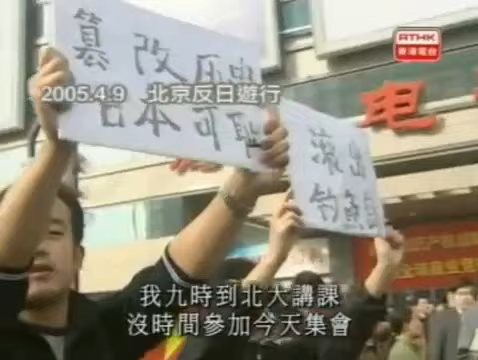 RTHK
香港電台
篡改历史
2005.4.9 北京反日遊行
日本可耻
电
滚出
钓魚島
我九時到北大講課
沒時間參加今天集會